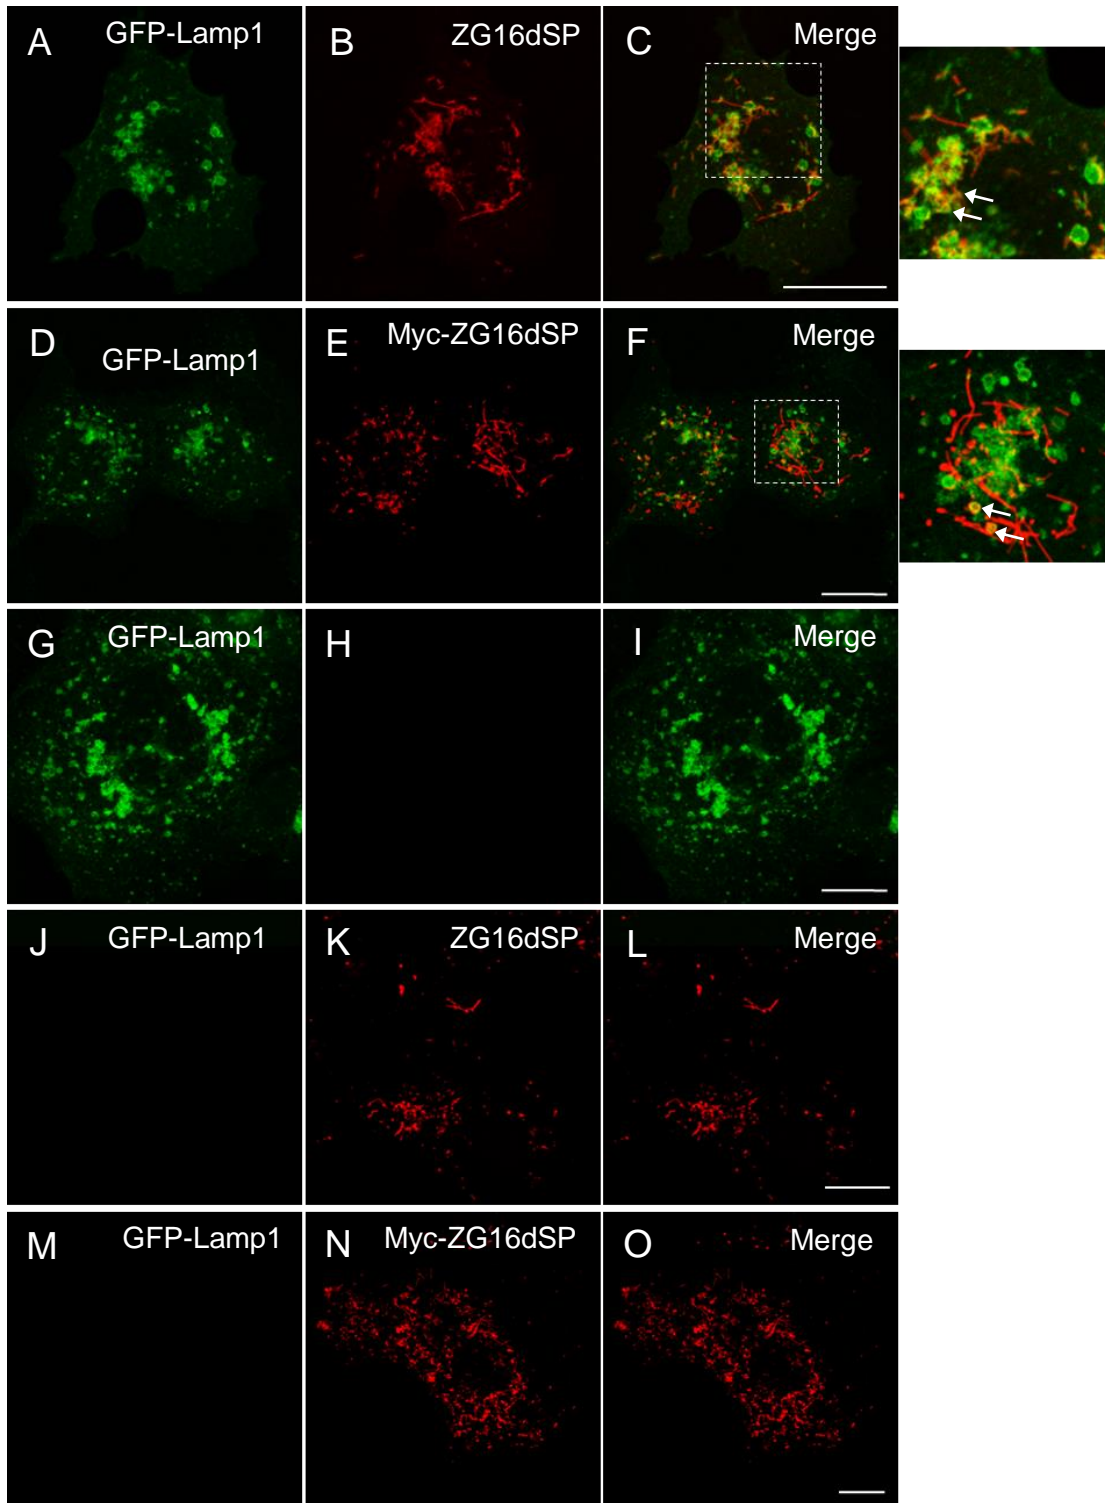 A GFP-Lamp1 B ZG16dSP C Merge
D GFP-Lamp1 E Myc-ZG16dSP F Merge
G GFP-Lamp1 H I Merge
J GFP-Lamp1 K ZG16dSP L Merge
M GFP-Lamp1 N Myc-ZG16dSP O Merge